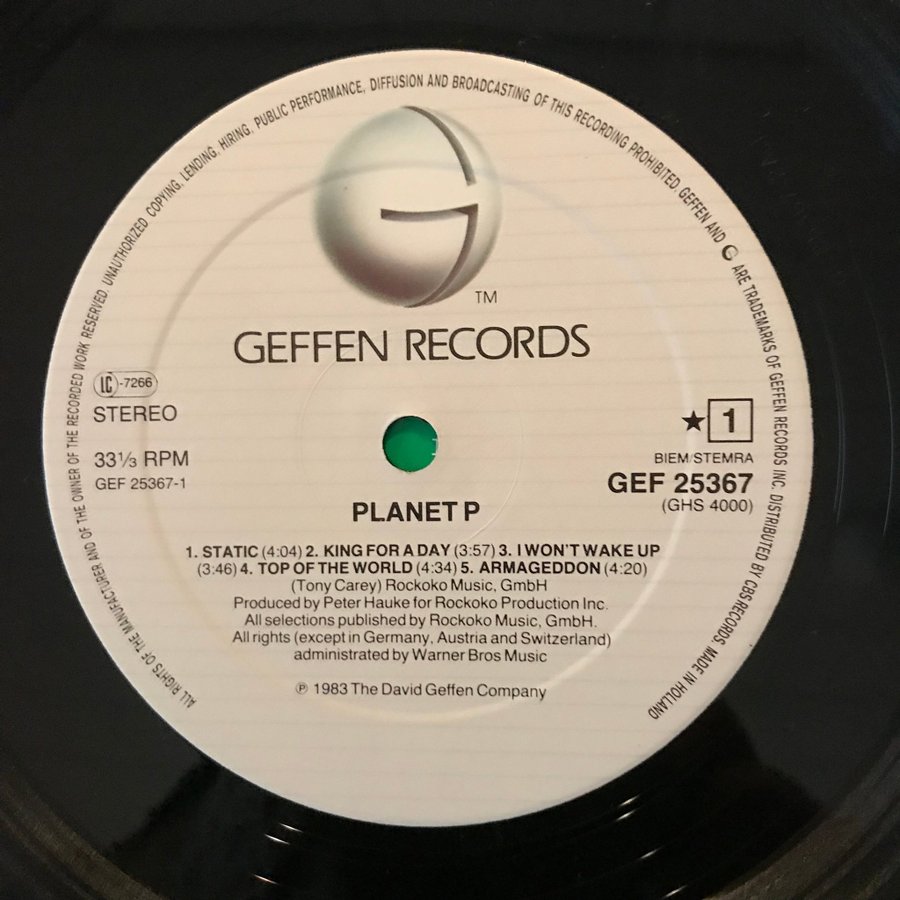 ALL RIGHTS OF THE MANUFACTURER AND OF THE OWNER OF THE RECORDED WORK RESERVED. UNAUTHORIZED COPYING, LENDING, HIRING, PUBLIC PERFORMANCE, DIFFUSION AND BROADCASTING OF THIS RECORDING PROHIBITED. GEFFEN AND G ARE TRADEMARKS OF GEFFEN RECORDS INC. DISTRIBUTED BY CBS RECORDS. MADE IN HOLLAND
G
TM
GEFFEN RECORDS
LC-7266
STEREO
33⅓ RPM
GEF 25367-1
★ 1
BIEM/STEMRA
GEF 25367
(GHS 4000)
PLANET P
1. STATIC (4:04) 2. KING FOR A DAY (3:57) 3. I WON'T WAKE UP
(3:46) 4. TOP OF THE WORLD (4:34) 5. ARMAGEDDON (4:20)
(Tony Carey) Rockoko Music, GmbH
Produced by Peter Hauke for Rockoko Production Inc.
All selections published by Rockoko Music, GmbH.
All rights (except in Germany, Austria and Switzerland)
administrated by Warner Bros Music
℗ 1983 The David Geffen Company